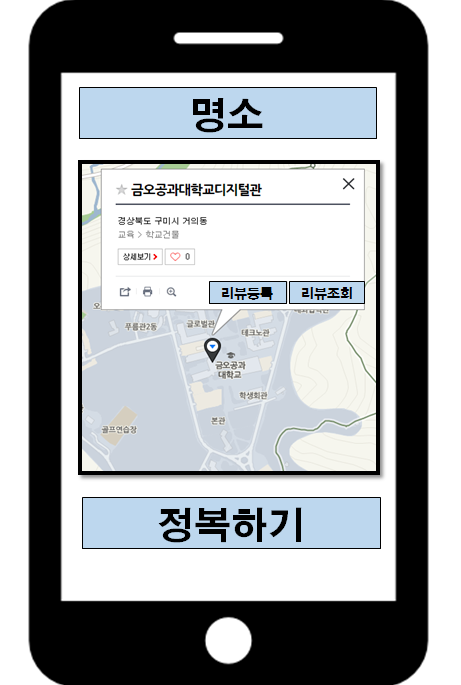 명소
금오공과대학교디지털관
경상북도 구미시 거의동
교육 > 학교건물
상세보기 > 0
리뷰등록 리뷰조회
푸름관2동
글로벌관
테크노관
금오공과
대학교
학생회관
본관
골프연습장
정복하기